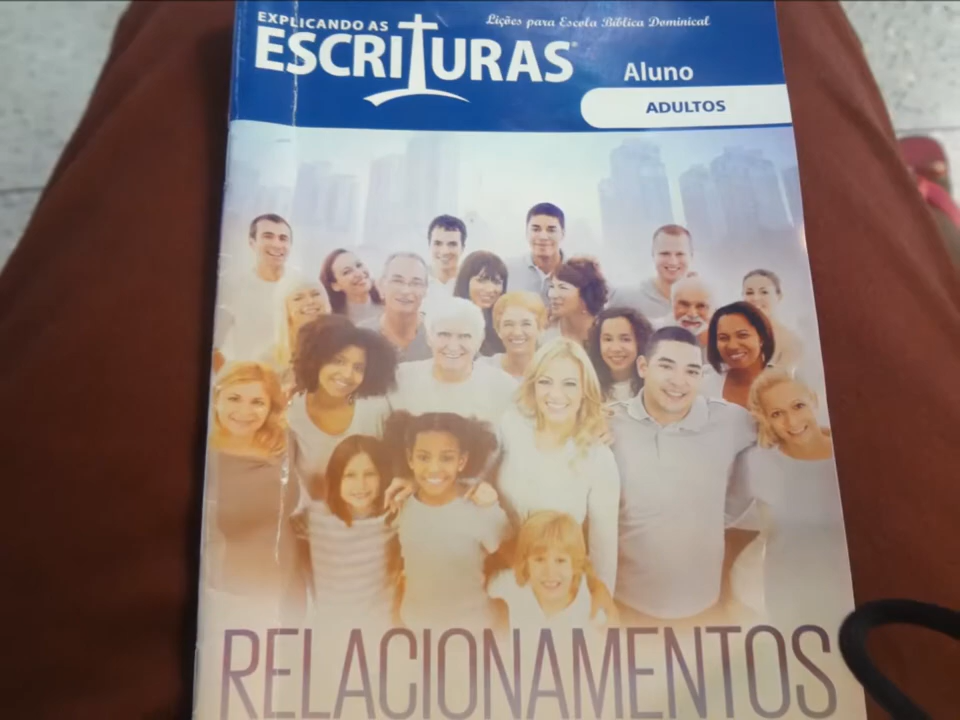 EXPLICANDO AS
ESCRITURAS®
Lições para Escola Bíblica Dominical
Aluno
ADULTOS
RELACIONAMENTOS